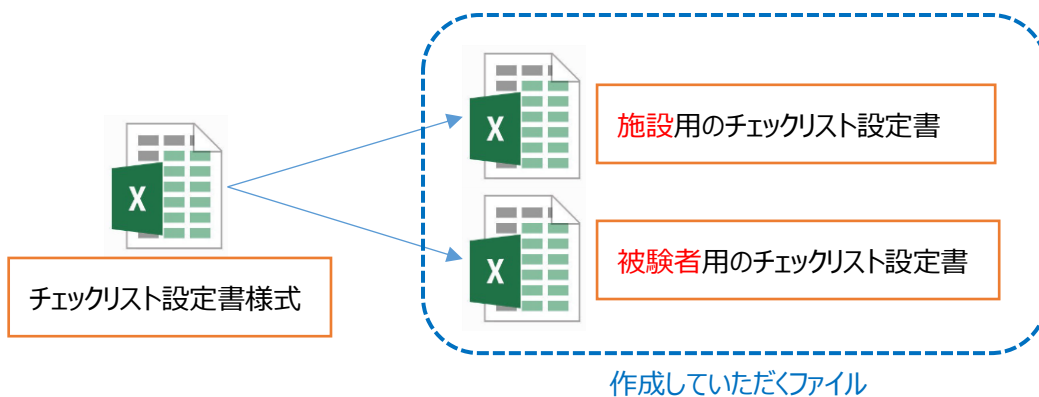 X
施設用のチェックリスト設定書
X
チェックリスト設定書様式
X
被験者用のチェックリスト設定書
作成していただくファイル